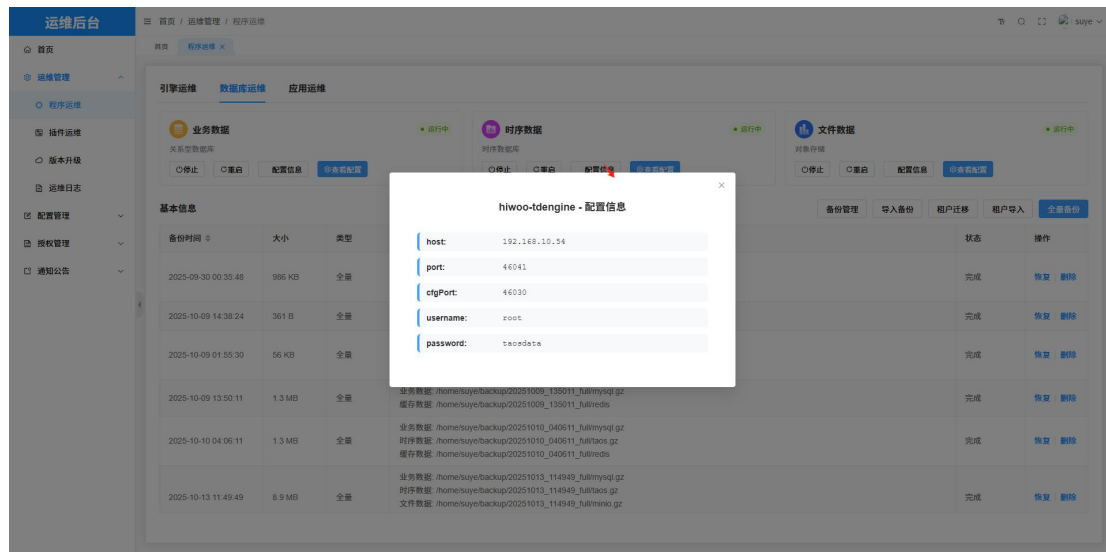 运维后台
首页 / 运维管理 / 程序运维
suye
首页
程序运维 ×
首页
运维管理
程序运维
插件运维
版本升级
运维日志
配置管理
授权管理
通知公告
引擎运维 数据库运维 应用运维
业务数据 运行中
关系型数据库
停止 重启 配置信息 查看配置
时序数据 运行中
时序数据库
停止 重启 配置信息 查看配置
文件数据 运行中
对象存储
停止 重启 配置信息 查看配置
基本信息
备份管理 导入备份 租户迁移 租户导入 全量备份
备份时间 大小 类型 状态 操作
2025-09-30 00:35:48 986 KB 全量 完成 恢复 删除
2025-10-09 14:38:24 361 B 全量 完成 恢复 删除
2025-10-09 01:55:30 56 KB 全量 完成 恢复 删除
业务数据: /home/suye/backup/20251009_135011_full/mysql.gz
2025-10-09 13:50:11 1.3 MB 全量 完成 恢复 删除
缓存数据: /home/suye/backup/20251009_135011_full/redis
业务数据: /home/suye/backup/20251010_040611_full/mysql.gz
2025-10-10 04:06:11 1.3 MB 全量 时序数据: /home/suye/backup/20251010_040611_full/taos.gz 完成 恢复 删除
缓存数据: /home/suye/backup/20251010_040611_full/redis
业务数据: /home/suye/backup/20251013_114949_full/mysql.gz
2025-10-13 11:49:49 8.9 MB 全量 时序数据: /home/suye/backup/20251013_114949_full/taos.gz 完成 恢复 删除
文件数据: /home/suye/backup/20251013_114949_full/minio.gz
hiwoo-tdengine - 配置信息
host: 192.168.10.54
port: 46041
cfgPort: 46030
username: root
password: taosdata